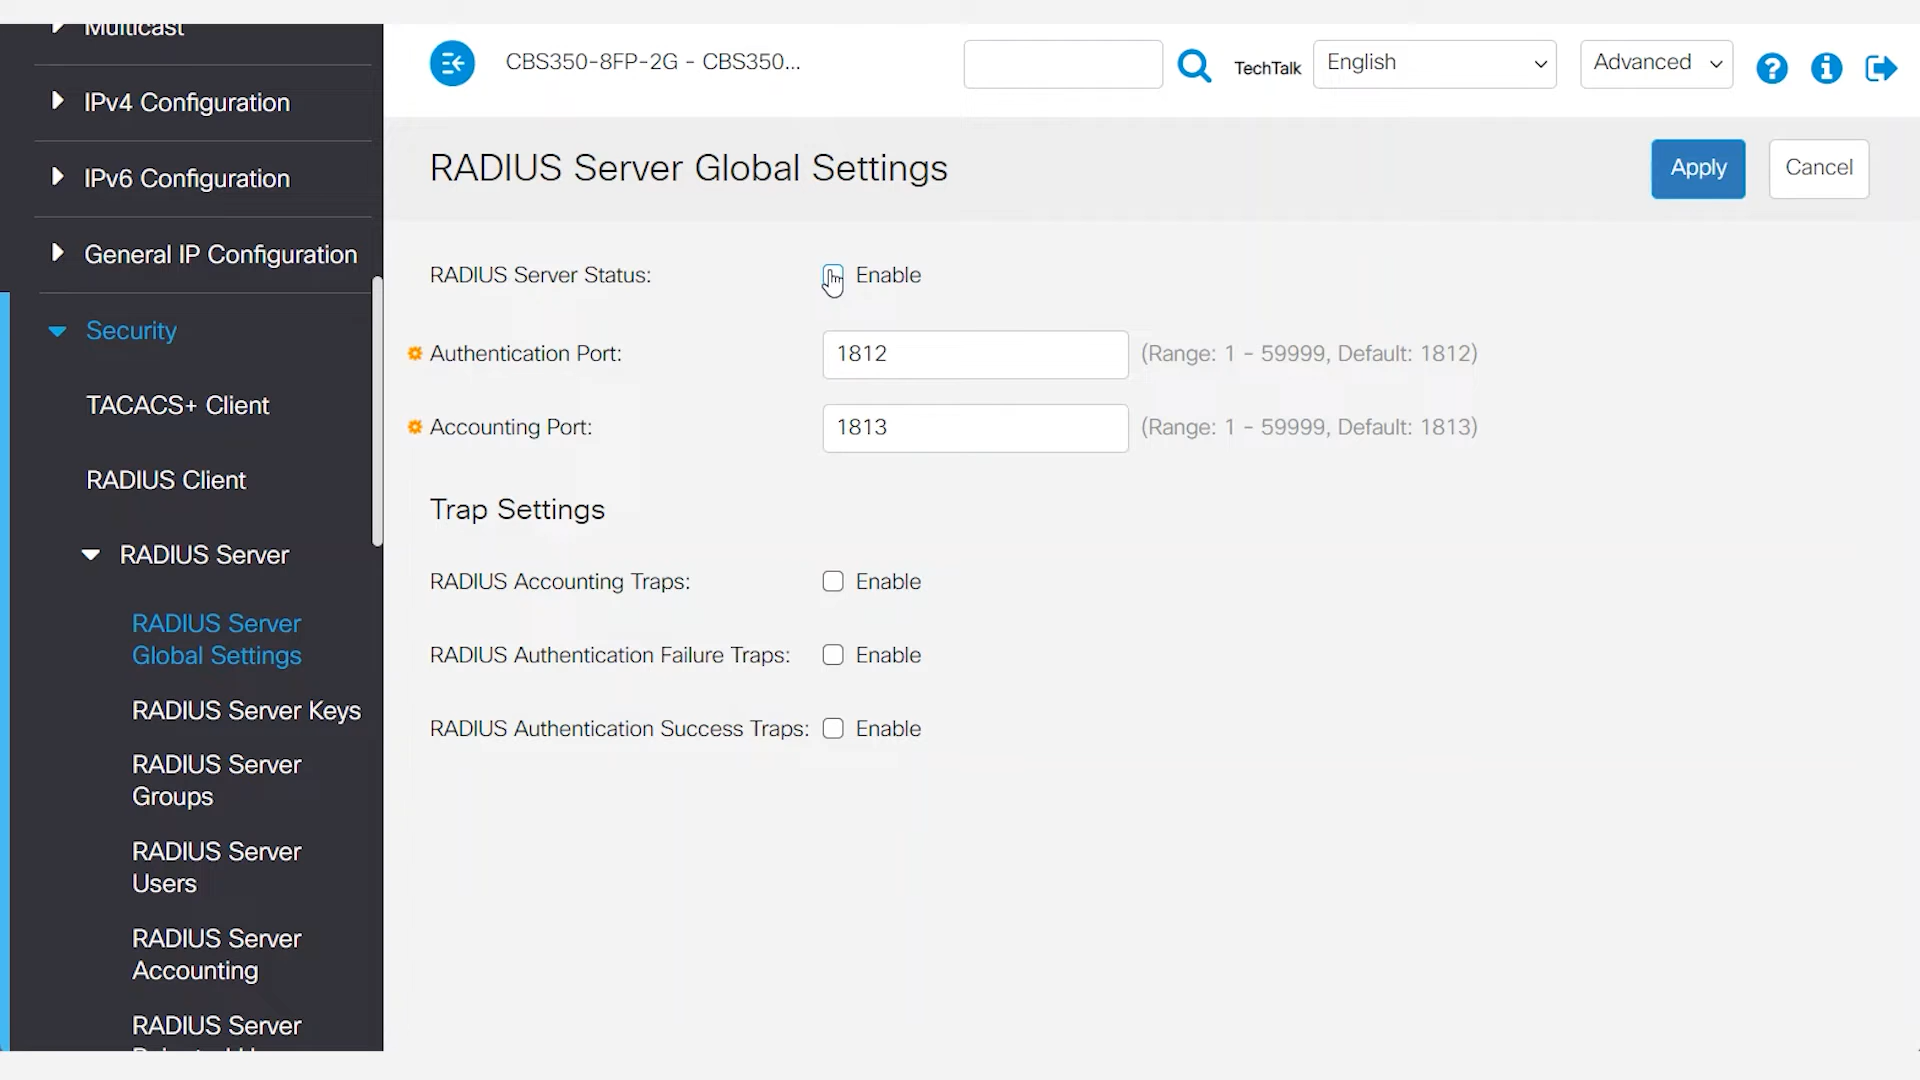 Multicast
IPv4 Configuration
IPv6 Configuration
General IP Configuration
Security
TACACS+ Client
RADIUS Client
RADIUS Server
RADIUS Server
Global Settings
RADIUS Server Keys
RADIUS Server
Groups
RADIUS Server
Users
RADIUS Server
Accounting
RADIUS Server
CBS350-8FP-2G - CBS350...
TechTalk
English
Advanced
RADIUS Server Global Settings
Apply
Cancel
RADIUS Server Status: Enable
Authentication Port: 1812 (Range: 1 - 59999, Default: 1812)
Accounting Port: 1813 (Range: 1 - 59999, Default: 1813)
Trap Settings
RADIUS Accounting Traps: Enable
RADIUS Authentication Failure Traps: Enable
RADIUS Authentication Success Traps: Enable